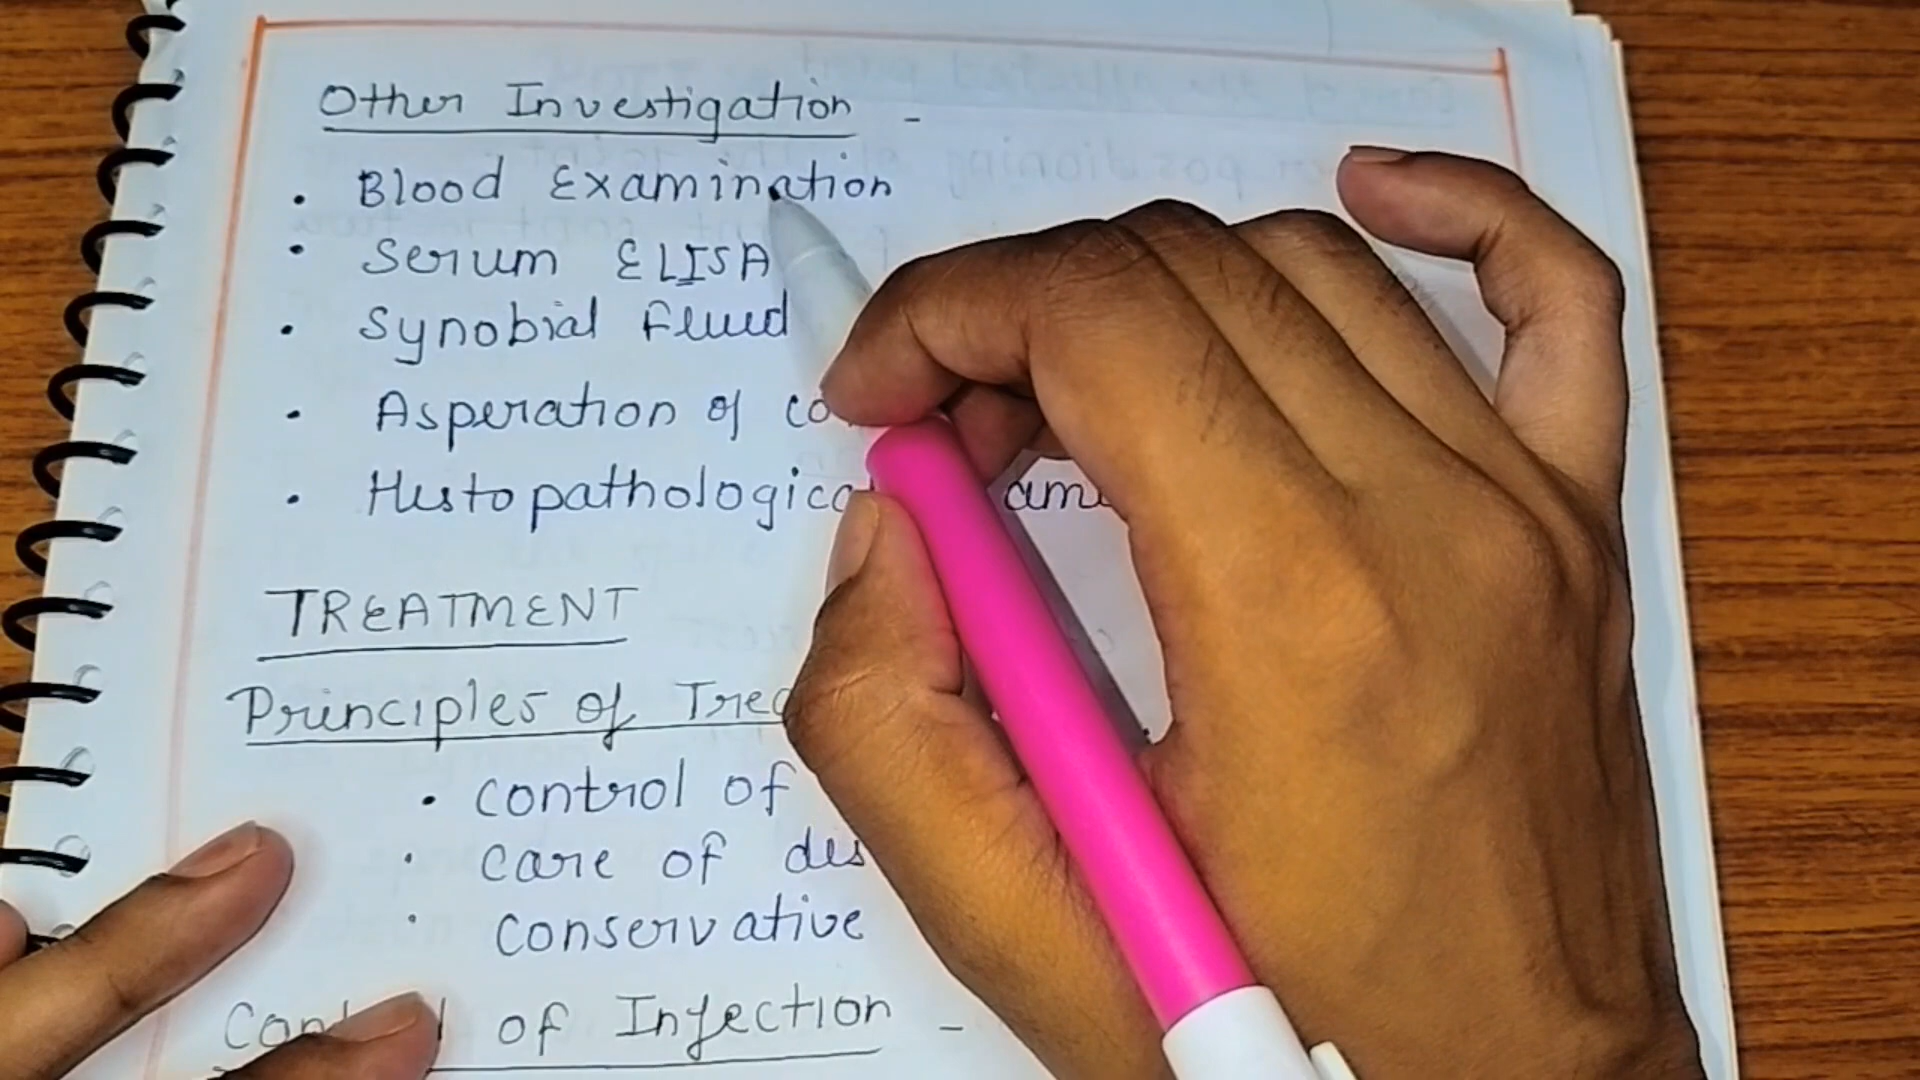 Other Investigation -
• Blood Examination
• Serum ELISA
• Synobial Fluid
• Asperation of
• Histopathological
TREATMENT
Principles of
• control of
• care of
• conservative
of Infection -